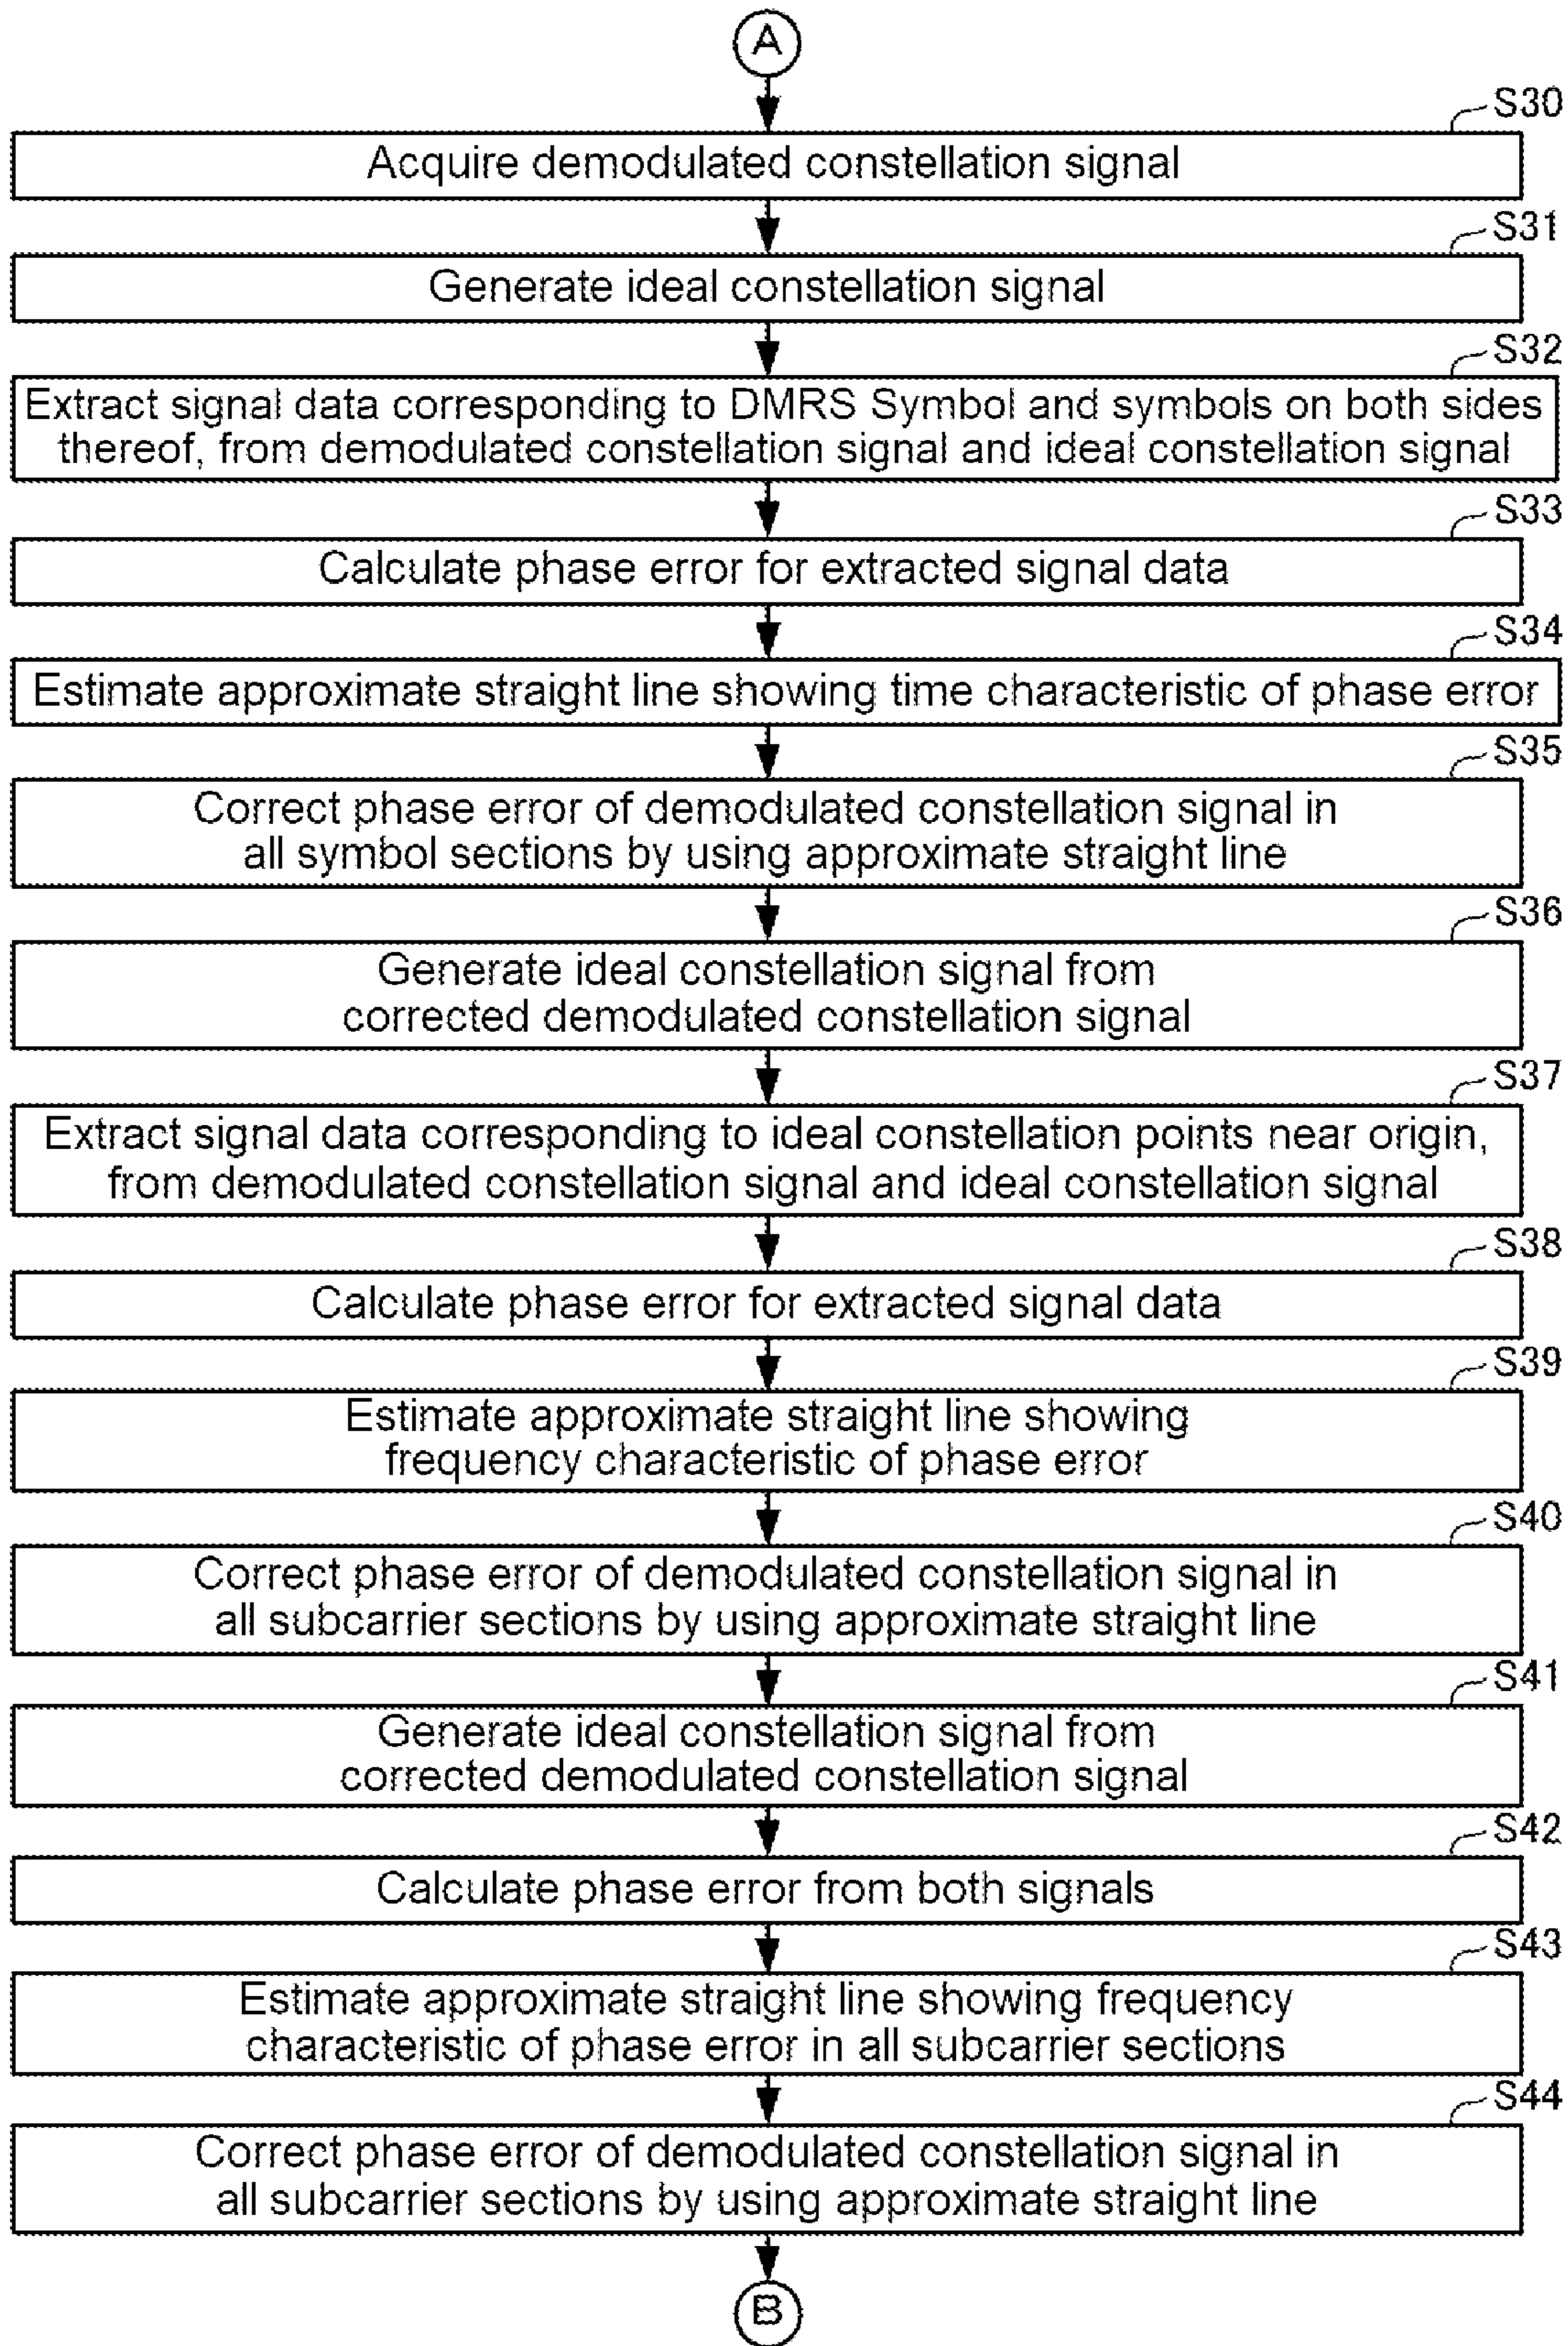 A
S30
Acquire demodulated constellation signal
S31
Generate ideal constellation signal
S32
Extract signal data corresponding to DMRS Symbol and symbols on both sides
thereof, from demodulated constellation signal and ideal constellation signal
S33
Calculate phase error for extracted signal data
S34
Estimate approximate straight line showing time characteristic of phase error
S35
Correct phase error of demodulated constellation signal in
all symbol sections by using approximate straight line
S36
Generate ideal constellation signal from
corrected demodulated constellation signal
S37
Extract signal data corresponding to ideal constellation points near origin,
from demodulated constellation signal and ideal constellation signal
S38
Calculate phase error for extracted signal data
S39
Estimate approximate straight line showing
frequency characteristic of phase error
S40
Correct phase error of demodulated constellation signal in
all subcarrier sections by using approximate straight line
S41
Generate ideal constellation signal from
corrected demodulated constellation signal
S42
Calculate phase error from both signals
S43
Estimate approximate straight line showing frequency
characteristic of phase error in all subcarrier sections
S44
Correct phase error of demodulated constellation signal in
all subcarrier sections by using approximate straight line
B